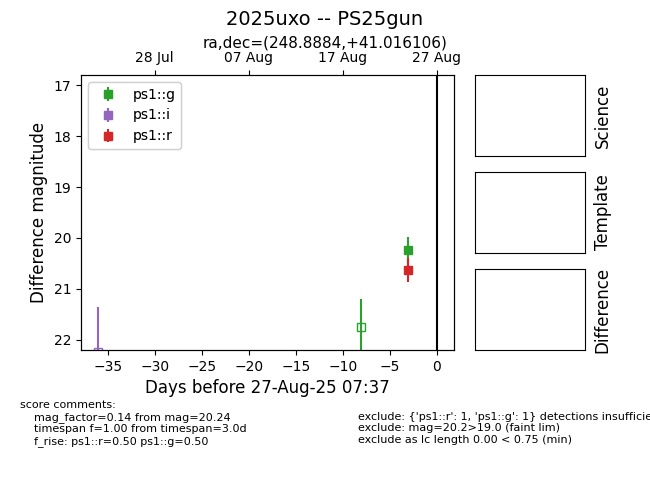 2025uxo -- PS25gun
ra,dec=(248.8884,+41.016106)
28 Jul
07 Aug
17 Aug
27 Aug
ps1::g
ps1::i
ps1::r
17
18
19
20
21
22
Difference magnitude
−35
−30
−25
−20
−15
−10
−5
0
Days before 27-Aug-25 07:37
Science
Template
Difference
score comments:
mag_factor=0.14 from mag=20.24
timespan f=1.00 from timespan=3.0d
f_rise: ps1::r=0.50 ps1::g=0.50
exclude: {'ps1::r': 1, 'ps1::g': 1} detections insufficie
exclude: mag=20.2>19.0 (faint lim)
exclude as lc length 0.00 < 0.75 (min)